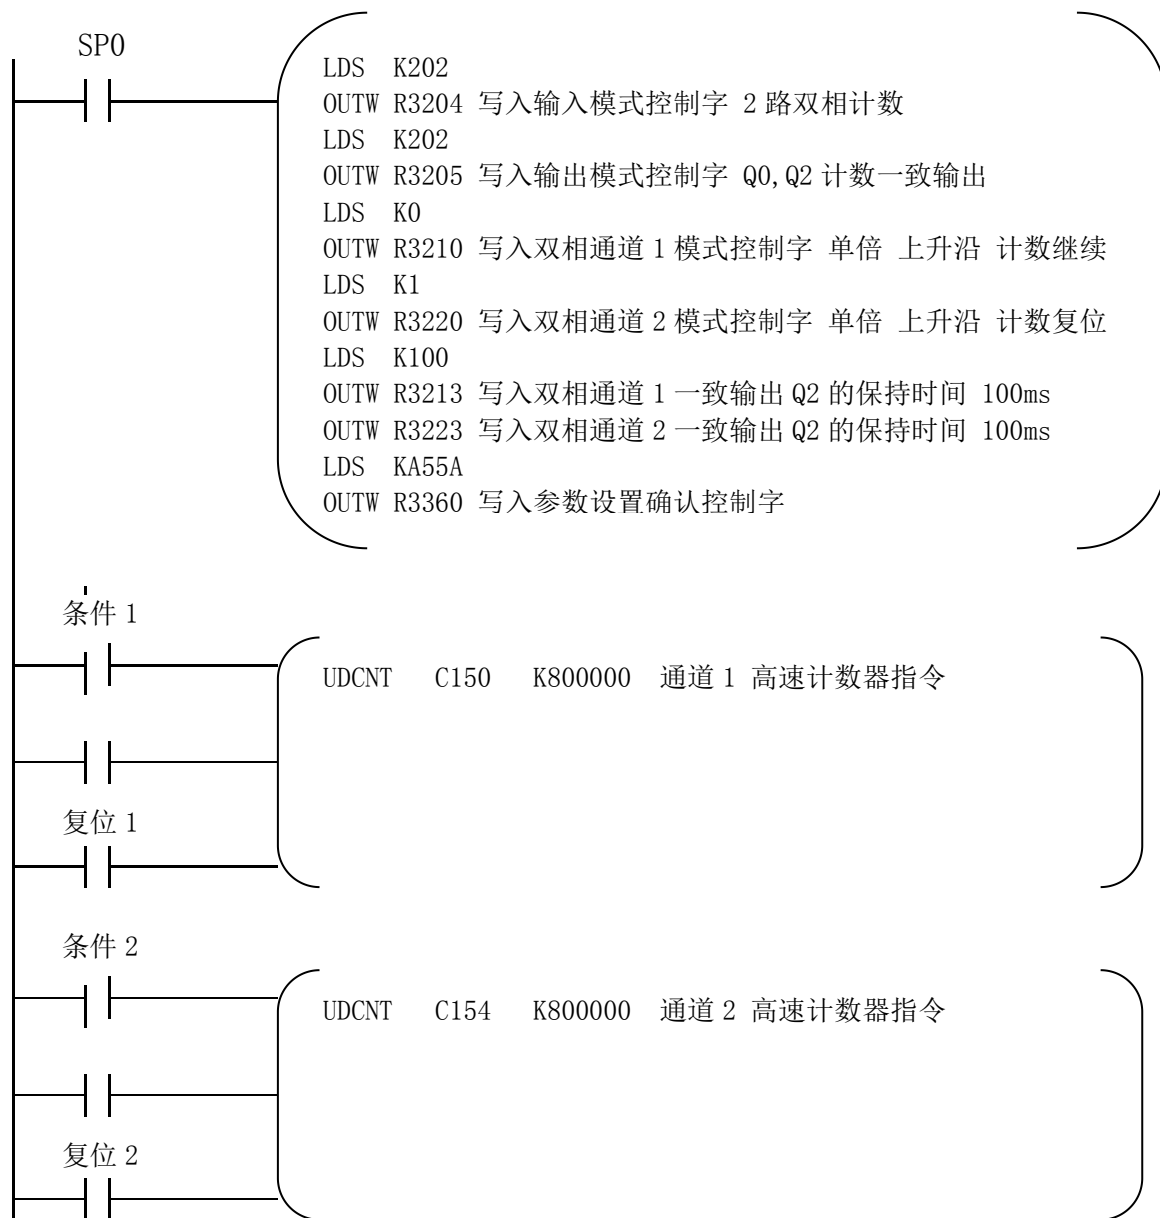 SP0
LDS K202
OUTW R3204 写入输入模式控制字 2路双相计数
LDS K202
OUTW R3205 写入输出模式控制字 Q0,Q2计数一致输出
LDS K0
OUTW R3210 写入双相通道1模式控制字 单倍 上升沿 计数继续
LDS K1
OUTW R3220 写入双相通道2模式控制字 单倍 上升沿 计数复位
LDS K100
OUTW R3213 写入双相通道1一致输出Q2的保持时间 100ms
OUTW R3223 写入双相通道2一致输出Q2的保持时间 100ms
LDS KA55A
OUTW R3360 写入参数设置确认控制字
条件1
UDCNT C150 K800000 通道1 高速计数器指令
复位1
条件2
UDCNT C154 K800000 通道2 高速计数器指令
复位2